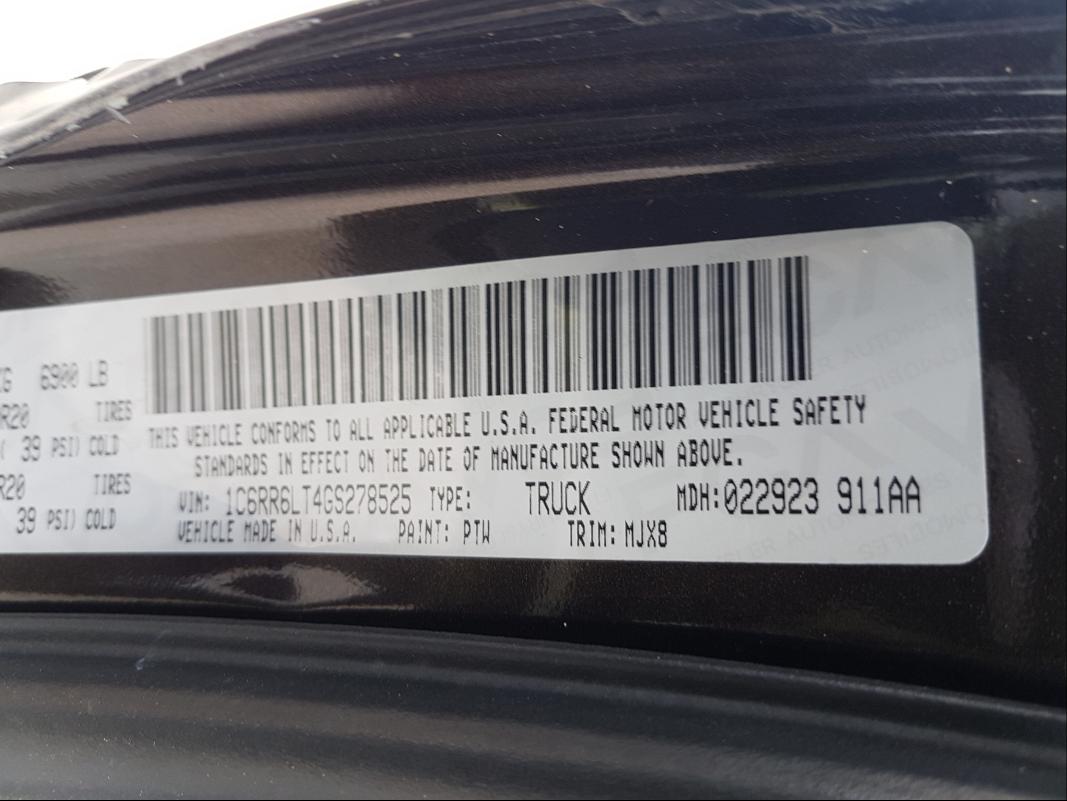 KG 6900 LB
R20 TIRES
( 39 PSI) COLD
R20 TIRES
39 PSI) COLD
THIS VEHICLE CONFORMS TO ALL APPLICABLE U.S.A. FEDERAL MOTOR VEHICLE SAFETY
STANDARDS IN EFFECT ON THE DATE OF MANUFACTURE SHOWN ABOVE.
VIN: 1C6RR6LT4GS278525 TYPE: TRUCK MDH:022923 911AA
VEHICLE MADE IN U.S.A. PAINT: PTW TRIM: MJX8